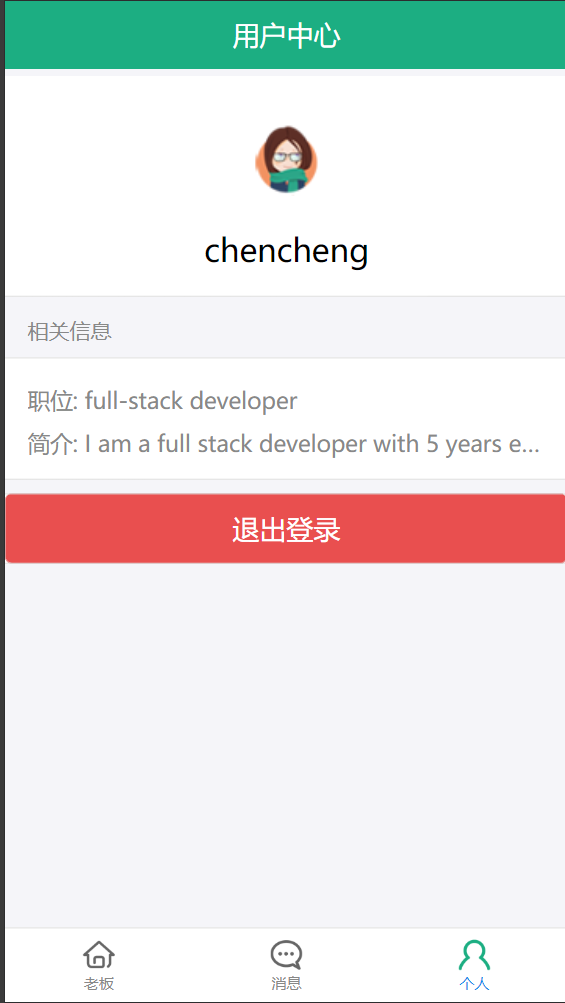 用户中心
chencheng
相关信息
职位: full-stack developer
简介: I am a full stack developer with 5 years e...
退出登录
老板
消息
个人